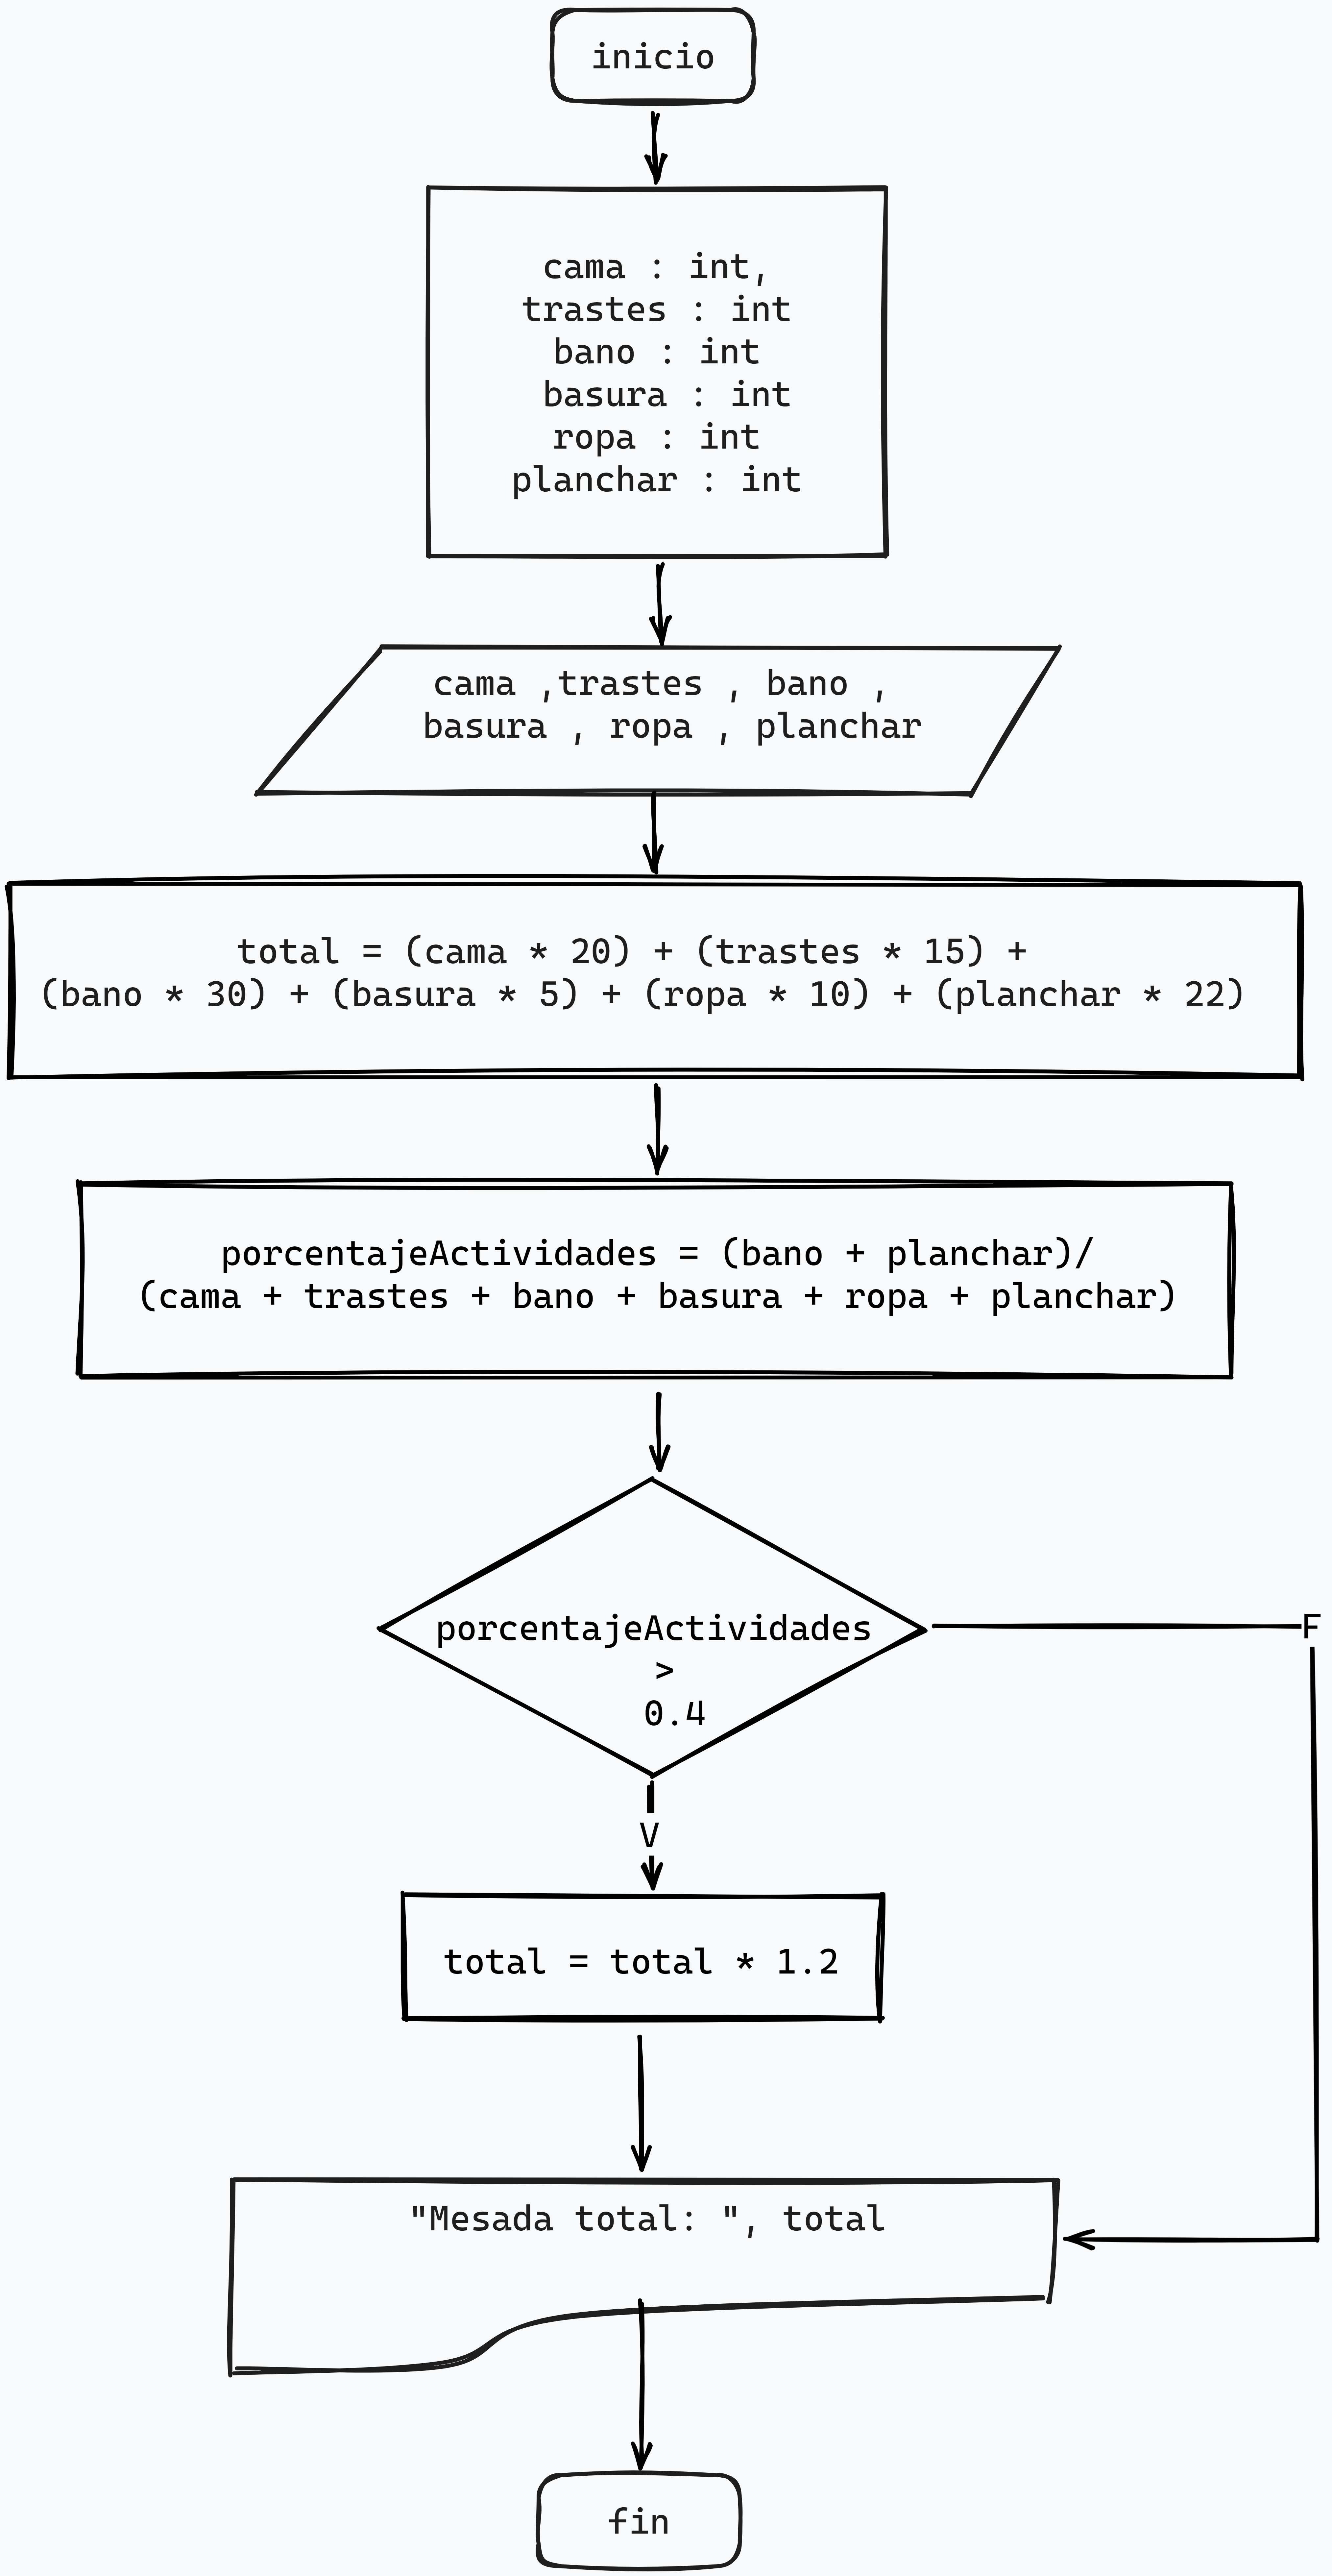 inicio
cama : int,
trastes : int
bano : int
basura : int
ropa : int
planchar : int
cama ,trastes , bano ,
basura , ropa , planchar
total = (cama * 20) + (trastes * 15) +
(bano * 30) + (basura * 5) + (ropa * 10) + (planchar * 22)
porcentajeActividades = (bano + planchar)/
(cama + trastes + bano + basura + ropa + planchar)
porcentajeActividades
>
0.4
F
V
total = total * 1.2
"Mesada total: ", total
fin